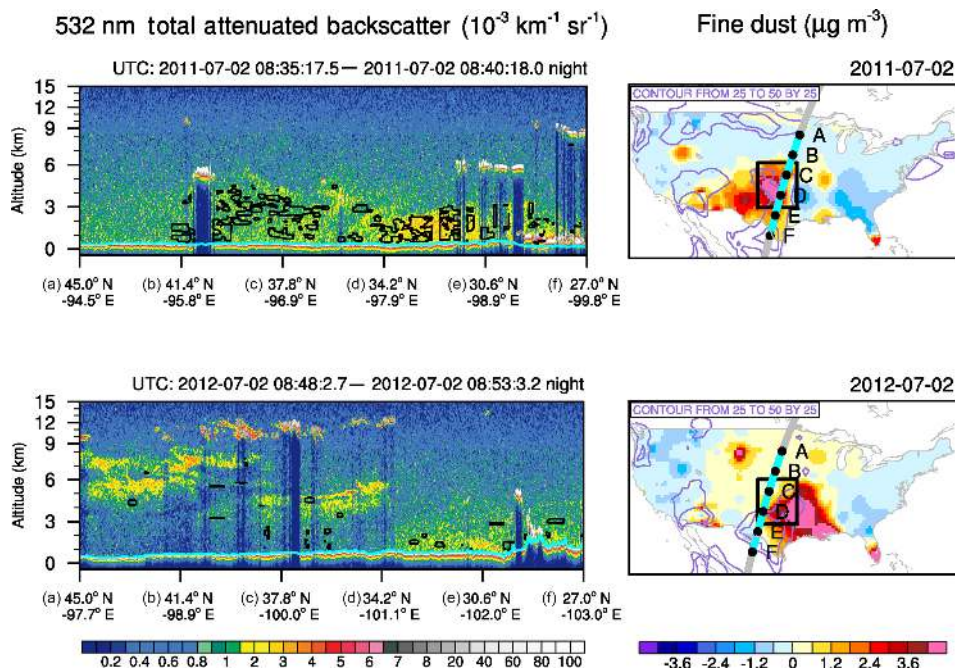 532 nm total attenuated backscatter (10⁻³ km⁻¹ sr⁻¹)
Fine dust (μg m⁻³)
UTC: 2011-07-02 08:35:17.5— 2011-07-02 08:40:18.0 night
2011-07-02
CONTOUR FROM 25 TO 50 BY 25
Altitude (km)
15
12
9
6
3
0
A
B
C
D
E
F
(a) 45.0° N (b) 41.4° N (c) 37.8° N (d) 34.2° N (e) 30.6° N (f) 27.0° N
-94.5° E -95.8° E -96.9° E -97.9° E -98.9° E -99.8° E
UTC: 2012-07-02 08:48:2.7— 2012-07-02 08:53:3.2 night
2012-07-02
CONTOUR FROM 25 TO 50 BY 25
Altitude (km)
15
12
9
6
3
0
A
B
C
D
E
F
(a) 45.0° N (b) 41.4° N (c) 37.8° N (d) 34.2° N (e) 30.6° N (f) 27.0° N
-97.7° E -98.9° E -100.0° E -101.1° E -102.0° E -103.0° E
0.2 0.4 0.6 0.8 1 2 3 4 5 6 7 8 20 40 60 80 100
-3.6 -2.4 -1.2 0 1.2 2.4 3.6